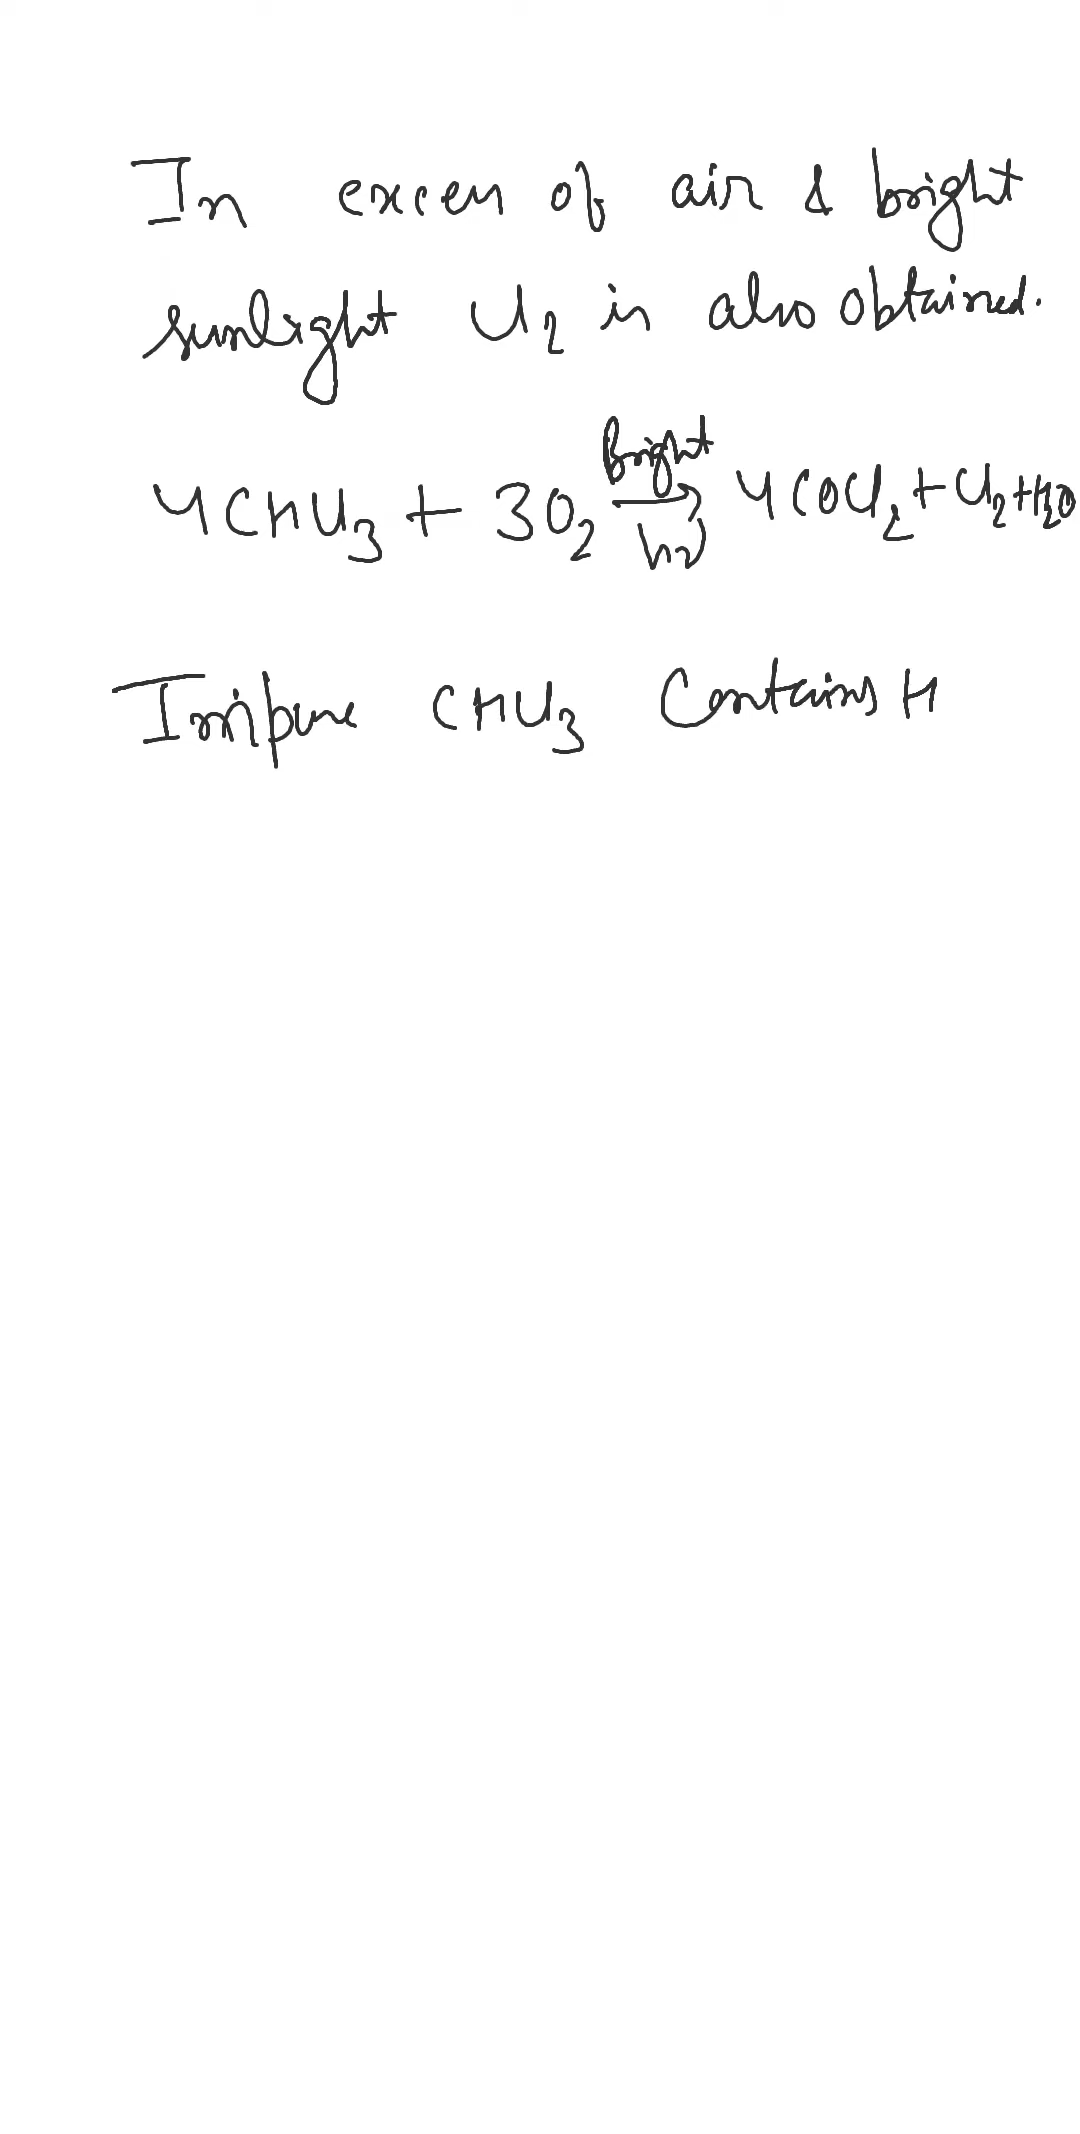 In excess of air & bright
sunlight Cl₂ is also obtained.
4CHCl₃ + 3O₂ \xrightarrow[hν]{Bright} 4COCl₂ + Cl₂ + H₂O
Impure CHCl₃ Contains H